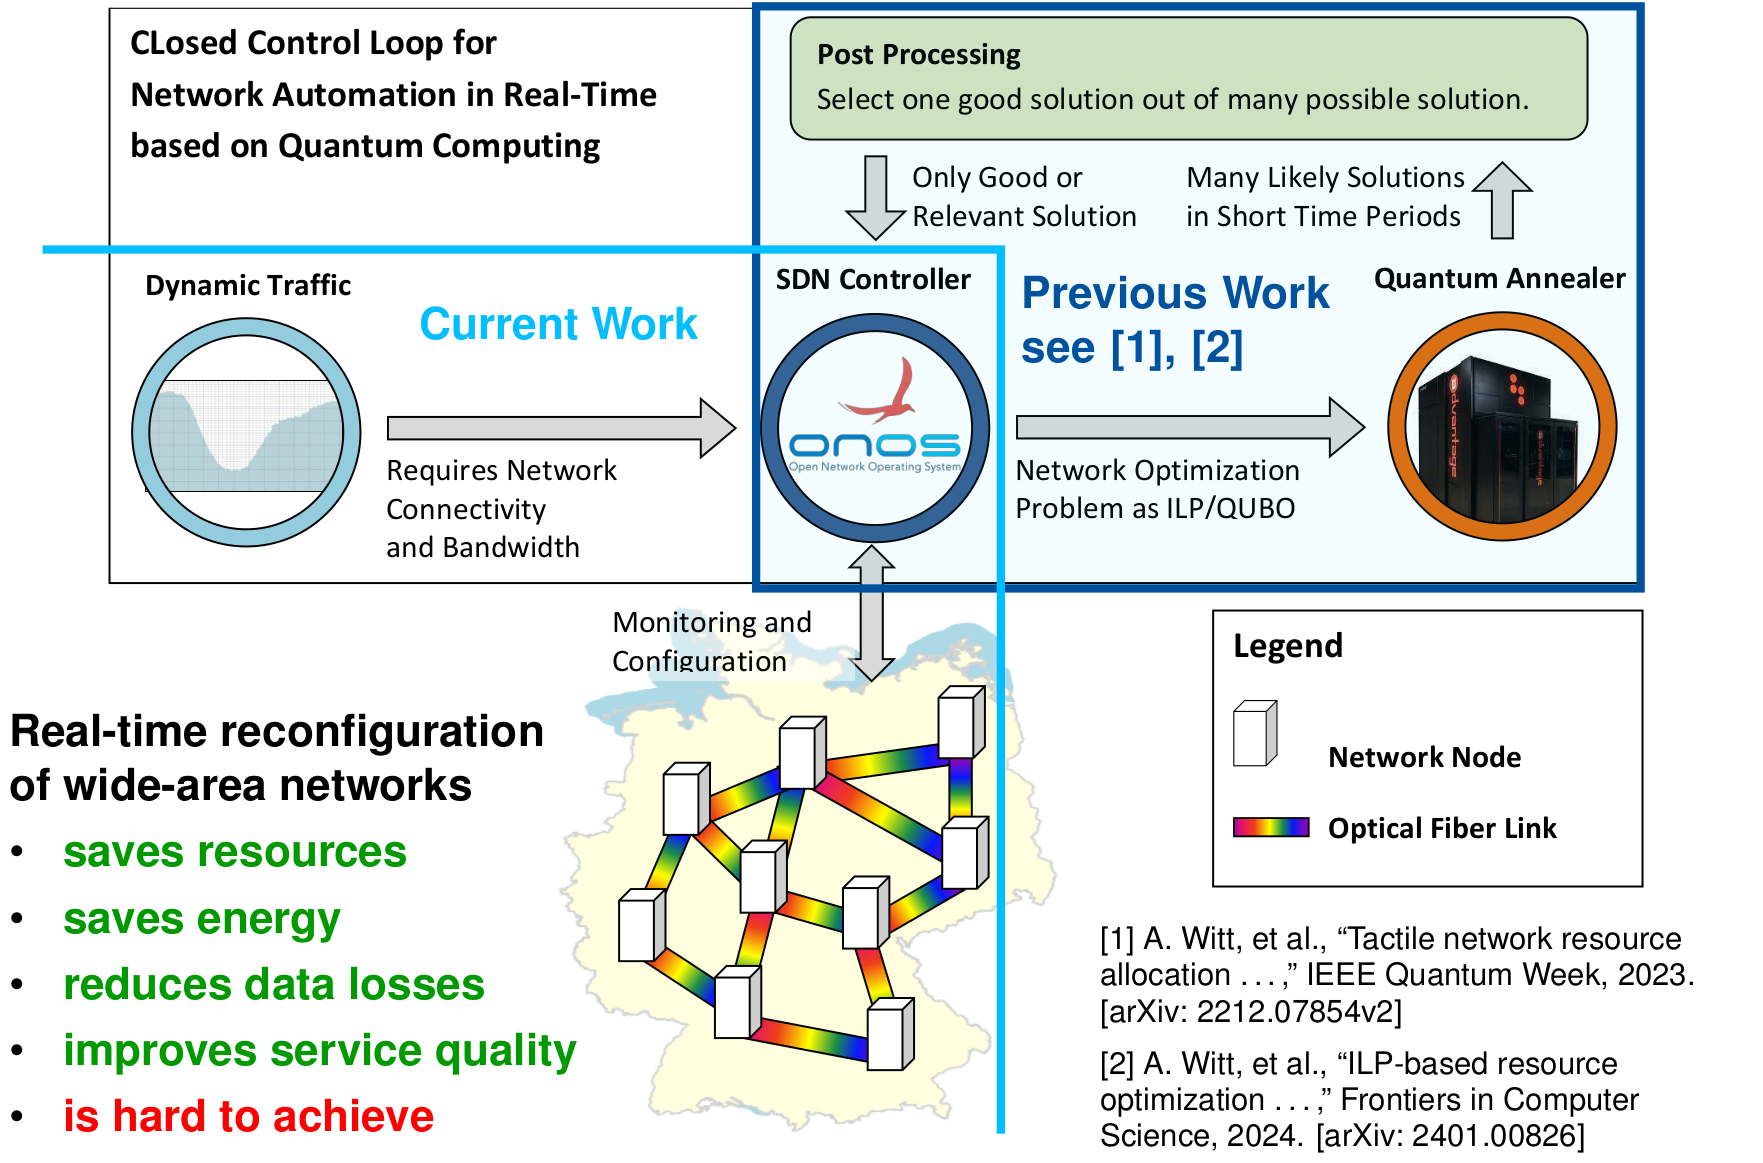 CLosed Control Loop for
Network Automation in Real-Time
based on Quantum Computing
Post Processing
Select one good solution out of many possible solution.
Only Good or
Relevant Solution
Many Likely Solutions
in Short Time Periods
Dynamic Traffic
Current Work
SDN Controller
Previous Work
see [1], [2]
Quantum Annealer
onos
Open Network Operating System
Advantage
Advantage
Requires Network
Connectivity
and Bandwidth
Network Optimization
Problem as ILP/QUBO
Monitoring and
Configuration
Legend
Network Node
Optical Fiber Link
Real-time reconfiguration
of wide-area networks
• saves resources
• saves energy
• reduces data losses
• improves service quality
• is hard to achieve
[1] A. Witt, et al., “Tactile network resource
allocation . . . ,” IEEE Quantum Week, 2023.
[arXiv: 2212.07854v2]
[2] A. Witt, et al., “ILP-based resource
optimization . . . ,” Frontiers in Computer
Science, 2024. [arXiv: 2401.00826]